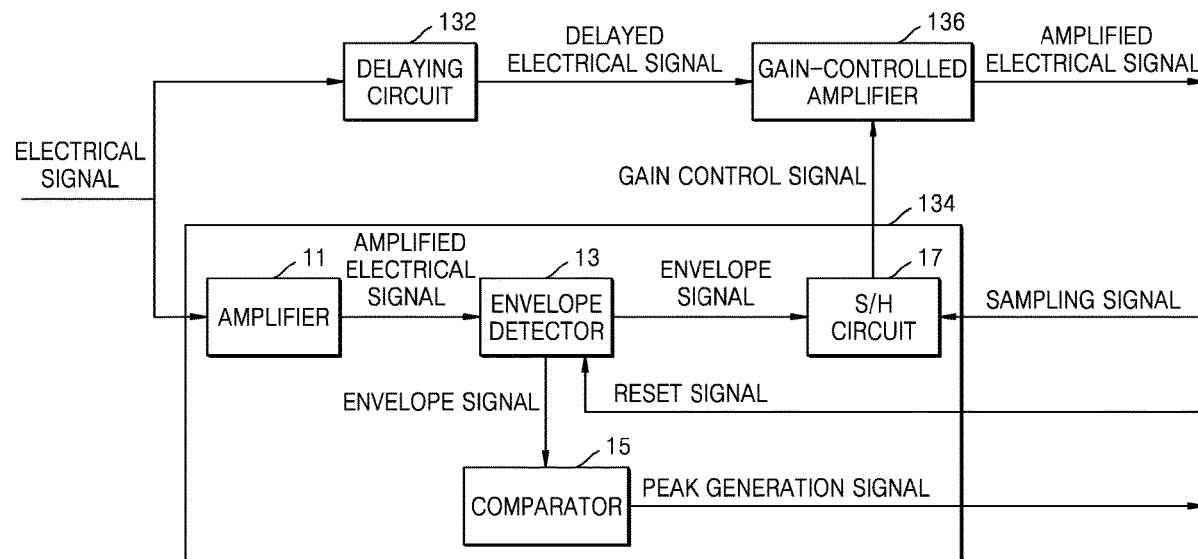 132
DELAYING
CIRCUIT
DELAYED
ELECTRICAL SIGNAL
136
GAIN-CONTROLLED
AMPLIFIER
AMPLIFIED
ELECTRICAL SIGNAL
ELECTRICAL
SIGNAL
GAIN CONTROL SIGNAL
134
11
AMPLIFIER
AMPLIFIED
ELECTRICAL
SIGNAL
13
ENVELOPE
DETECTOR
ENVELOPE
SIGNAL
17
S/H
CIRCUIT
SAMPLING SIGNAL
ENVELOPE SIGNAL
RESET SIGNAL
15
COMPARATOR
PEAK GENERATION SIGNAL